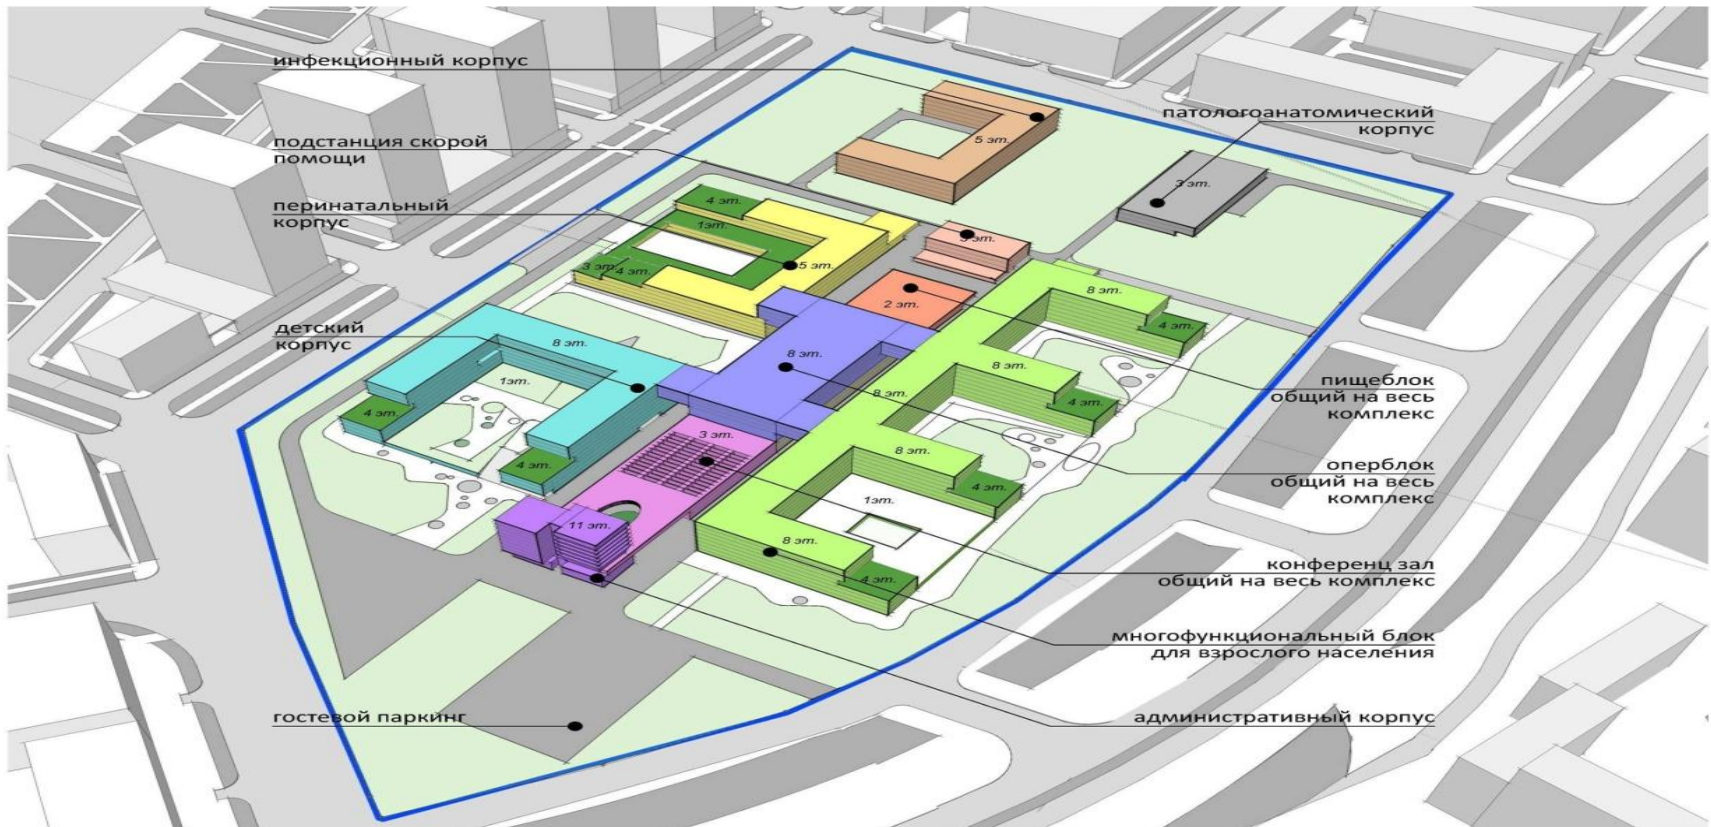 инфекционный корпус
патологоанатомический
корпус
подстанция скорой
помощи
перинатальный
корпус
детский
корпус
гостевой паркинг
пищеблок
общий на весь
комплекс
оперблок
общий на весь
комплекс
конференц зал
общий на весь комплекс
многофункциональный блок
для взрослого населения
административный корпус
5 эт.
3 эт.
4 эт.
1эт.
5 эт.
3 эт.
4 эт.
эт.
2 эт.
8 эт.
4 эт.
8 эт.
8 эт.
1эт.
4 эт.
4 эт.
8 эт.
8 эт.
4 эт.
3 эт.
8 эт.
4 эт.
1эт.
11 эт.
8 эт.
4 эт.